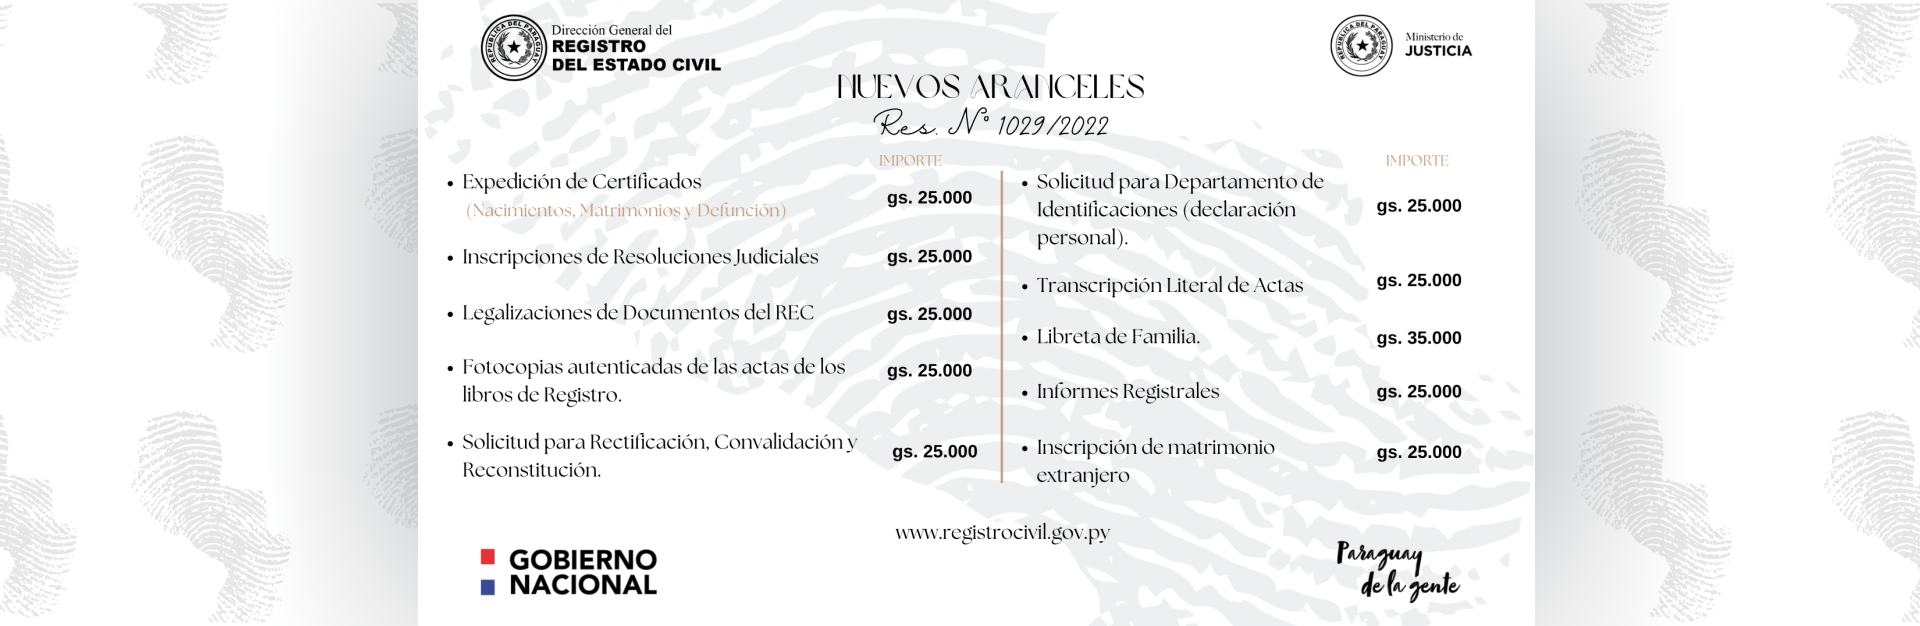 REPUBLICA DEL PARAGUAY
Dirección General del
REGISTRO
DEL ESTADO CIVIL
REPUBLICA DEL PARAGUAY
Ministerio de
JUSTICIA
NUEVOS ARANCELES
Res. N° 1029/2022
IMPORTE
• Expedición de Certificados
(Nacimientos, Matrimonios y Defunción)
gs. 25.000
• Inscripciones de Resoluciones Judiciales
gs. 25.000
• Legalizaciones de Documentos del REC
gs. 25.000
• Fotocopias autenticadas de las actas de los
libros de Registro.
gs. 25.000
• Solicitud para Rectificación, Convalidación y
Reconstitución.
gs. 25.000
IMPORTE
• Solicitud para Departamento de
Identificaciones (declaración
personal).
gs. 25.000
• Transcripción Literal de Actas
gs. 25.000
• Libreta de Familia.
gs. 35.000
• Informes Registrales
gs. 25.000
• Inscripción de matrimonio
extranjero
gs. 25.000
www.registrocivil.gov.py
GOBIERNO
NACIONAL
Paraguay
de la gente